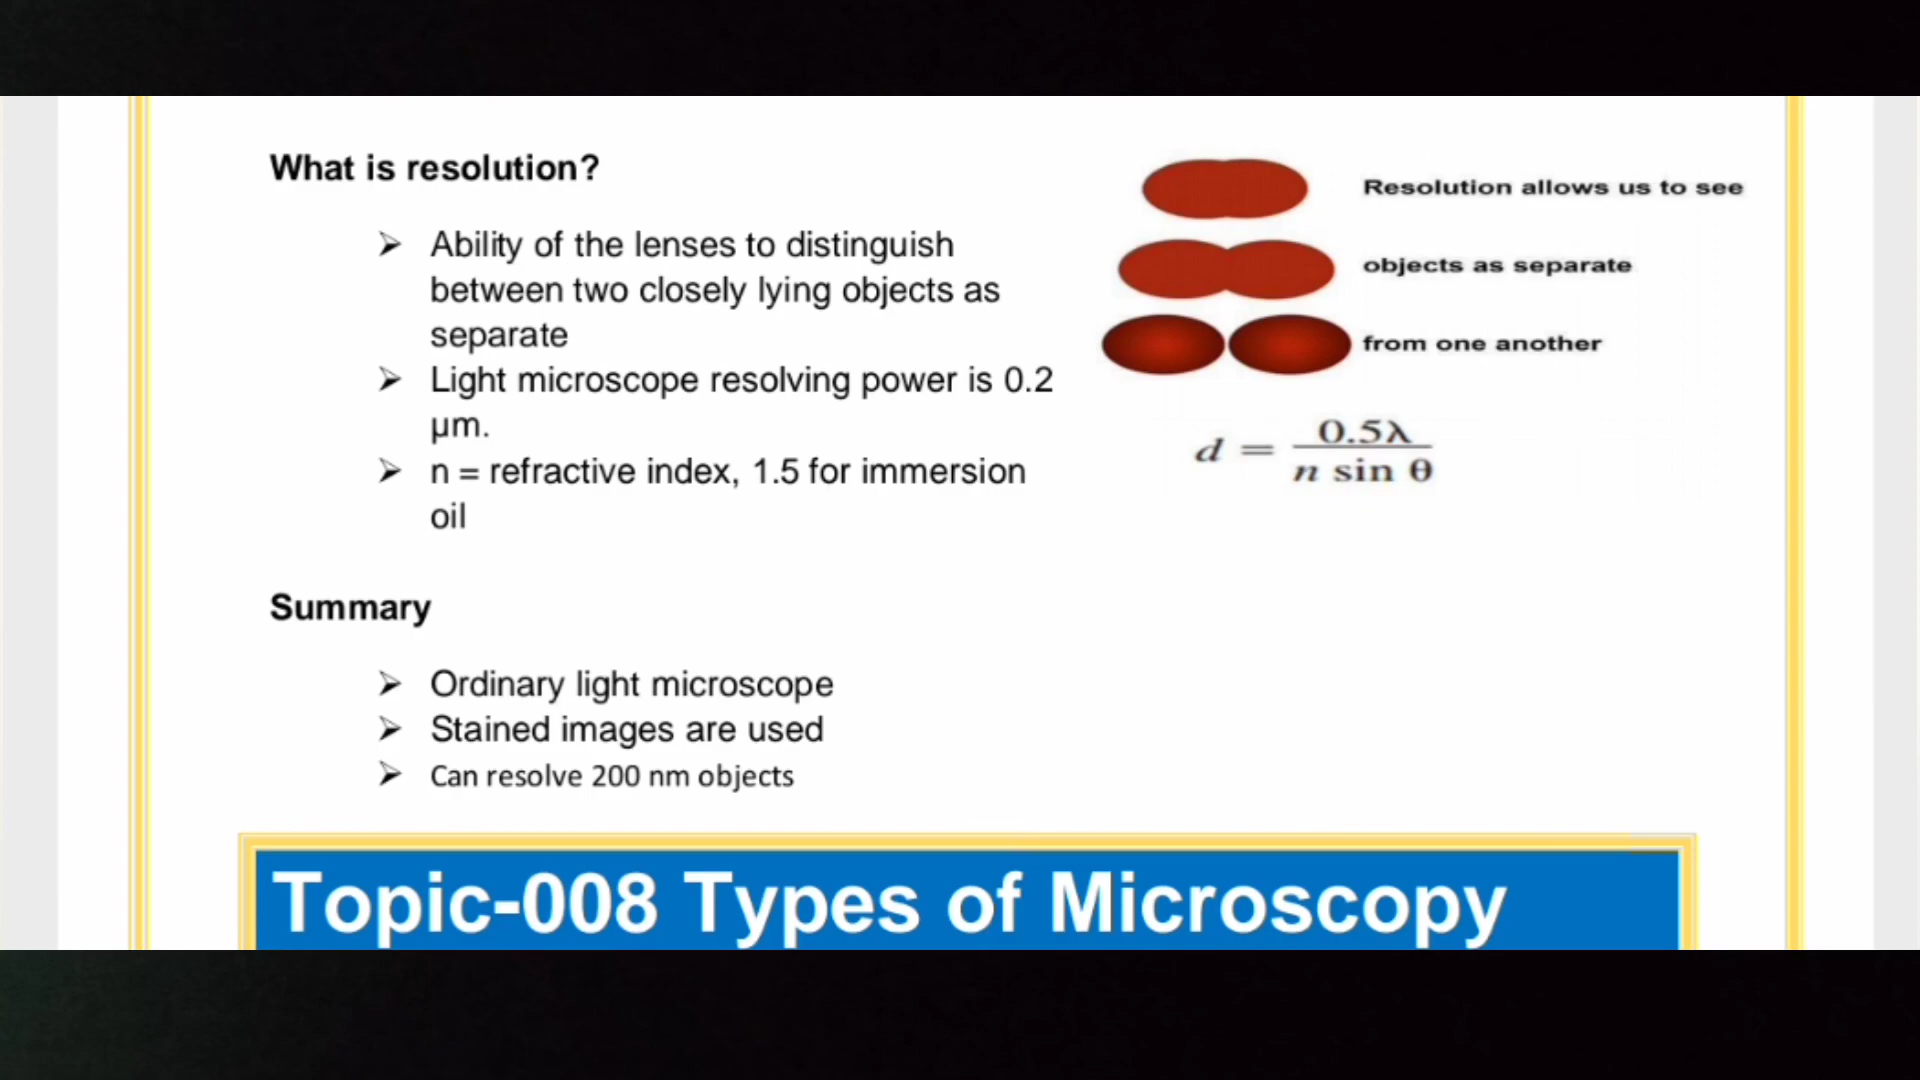 What is resolution?
➢ Ability of the lenses to distinguish
between two closely lying objects as
separate
➢ Light microscope resolving power is 0.2
µm.
➢ n = refractive index, 1.5 for immersion
oil
Resolution allows us to see
objects as separate
from one another
d = 0.5λ / n sin θ
Summary
➢ Ordinary light microscope
➢ Stained images are used
➢ Can resolve 200 nm objects
Topic-008 Types of Microscopy